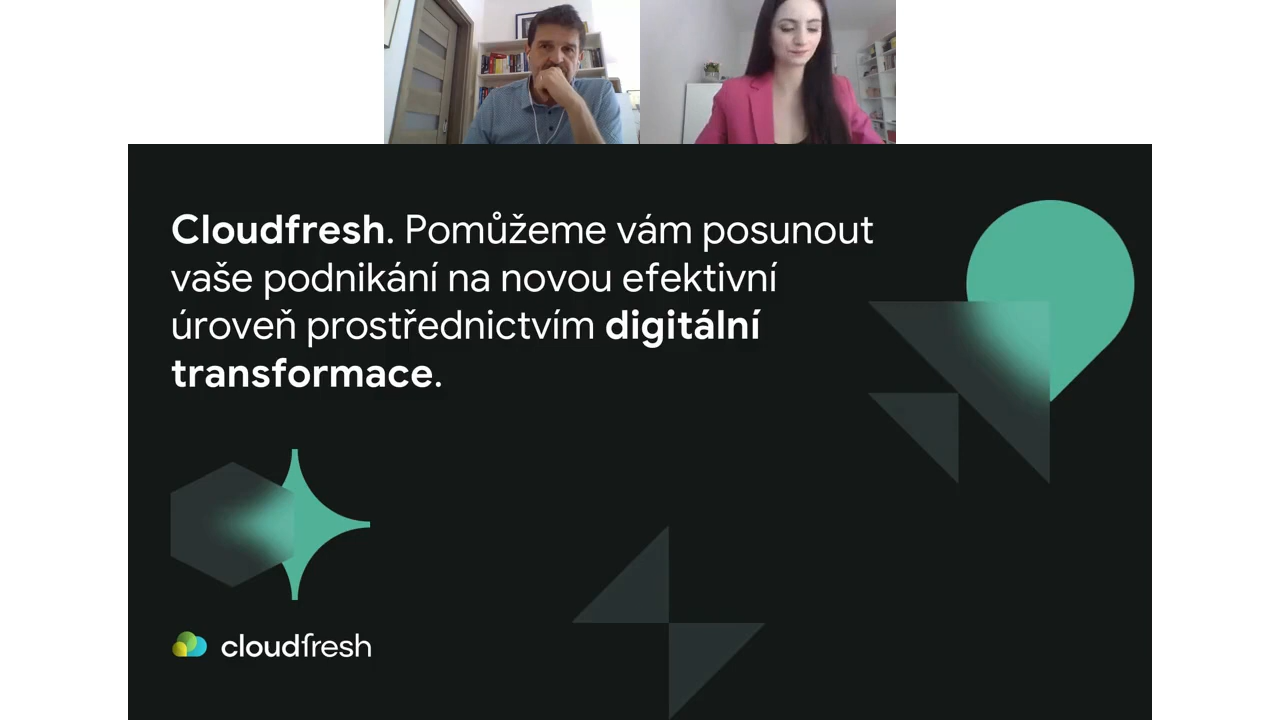 Cloudfresh. Pomůžeme vám posunout
vaše podnikání na novou efektivní
úroveň prostřednictvím digitální
transformace.
cloudfresh